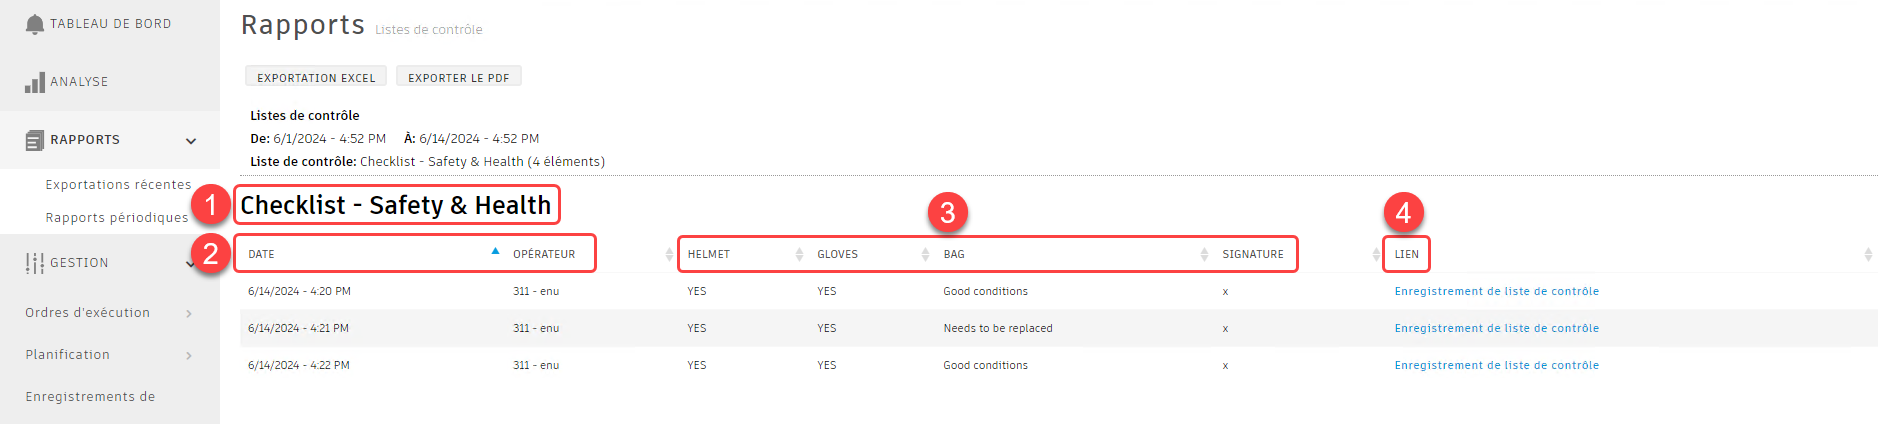 TABLEAU DE BORD
ANALYSE
RAPPORTS
Exportations récentes
Rapports périodiques
GESTION
Ordres d'exécution
Planification
Enregistrements de
Rapports Listes de contrôle
EXPORTATION EXCEL EXPORTER LE PDF
Listes de contrôle
De: 6/1/2024 - 4:52 PM À: 6/14/2024 - 4:52 PM
Liste de contrôle: Checklist - Safety & Health (4 éléments)
1 Checklist - Safety & Health
3 4
2 DATE OPÉRATEUR HELMET GLOVES BAG SIGNATURE LIEN
6/14/2024 - 4:20 PM 311 - enu YES YES Good conditions x Enregistrement de liste de contrôle
6/14/2024 - 4:21 PM 311 - enu YES YES Needs to be replaced x Enregistrement de liste de contrôle
6/14/2024 - 4:22 PM 311 - enu YES YES Good conditions x Enregistrement de liste de contrôle